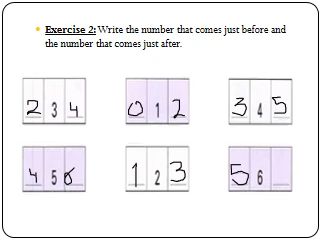 Exercise 2: Write the number that comes just before and
the number that comes just after.
2 3 4 0 1 2 3 4 5
4 5 6 1 2 3 5 6 __